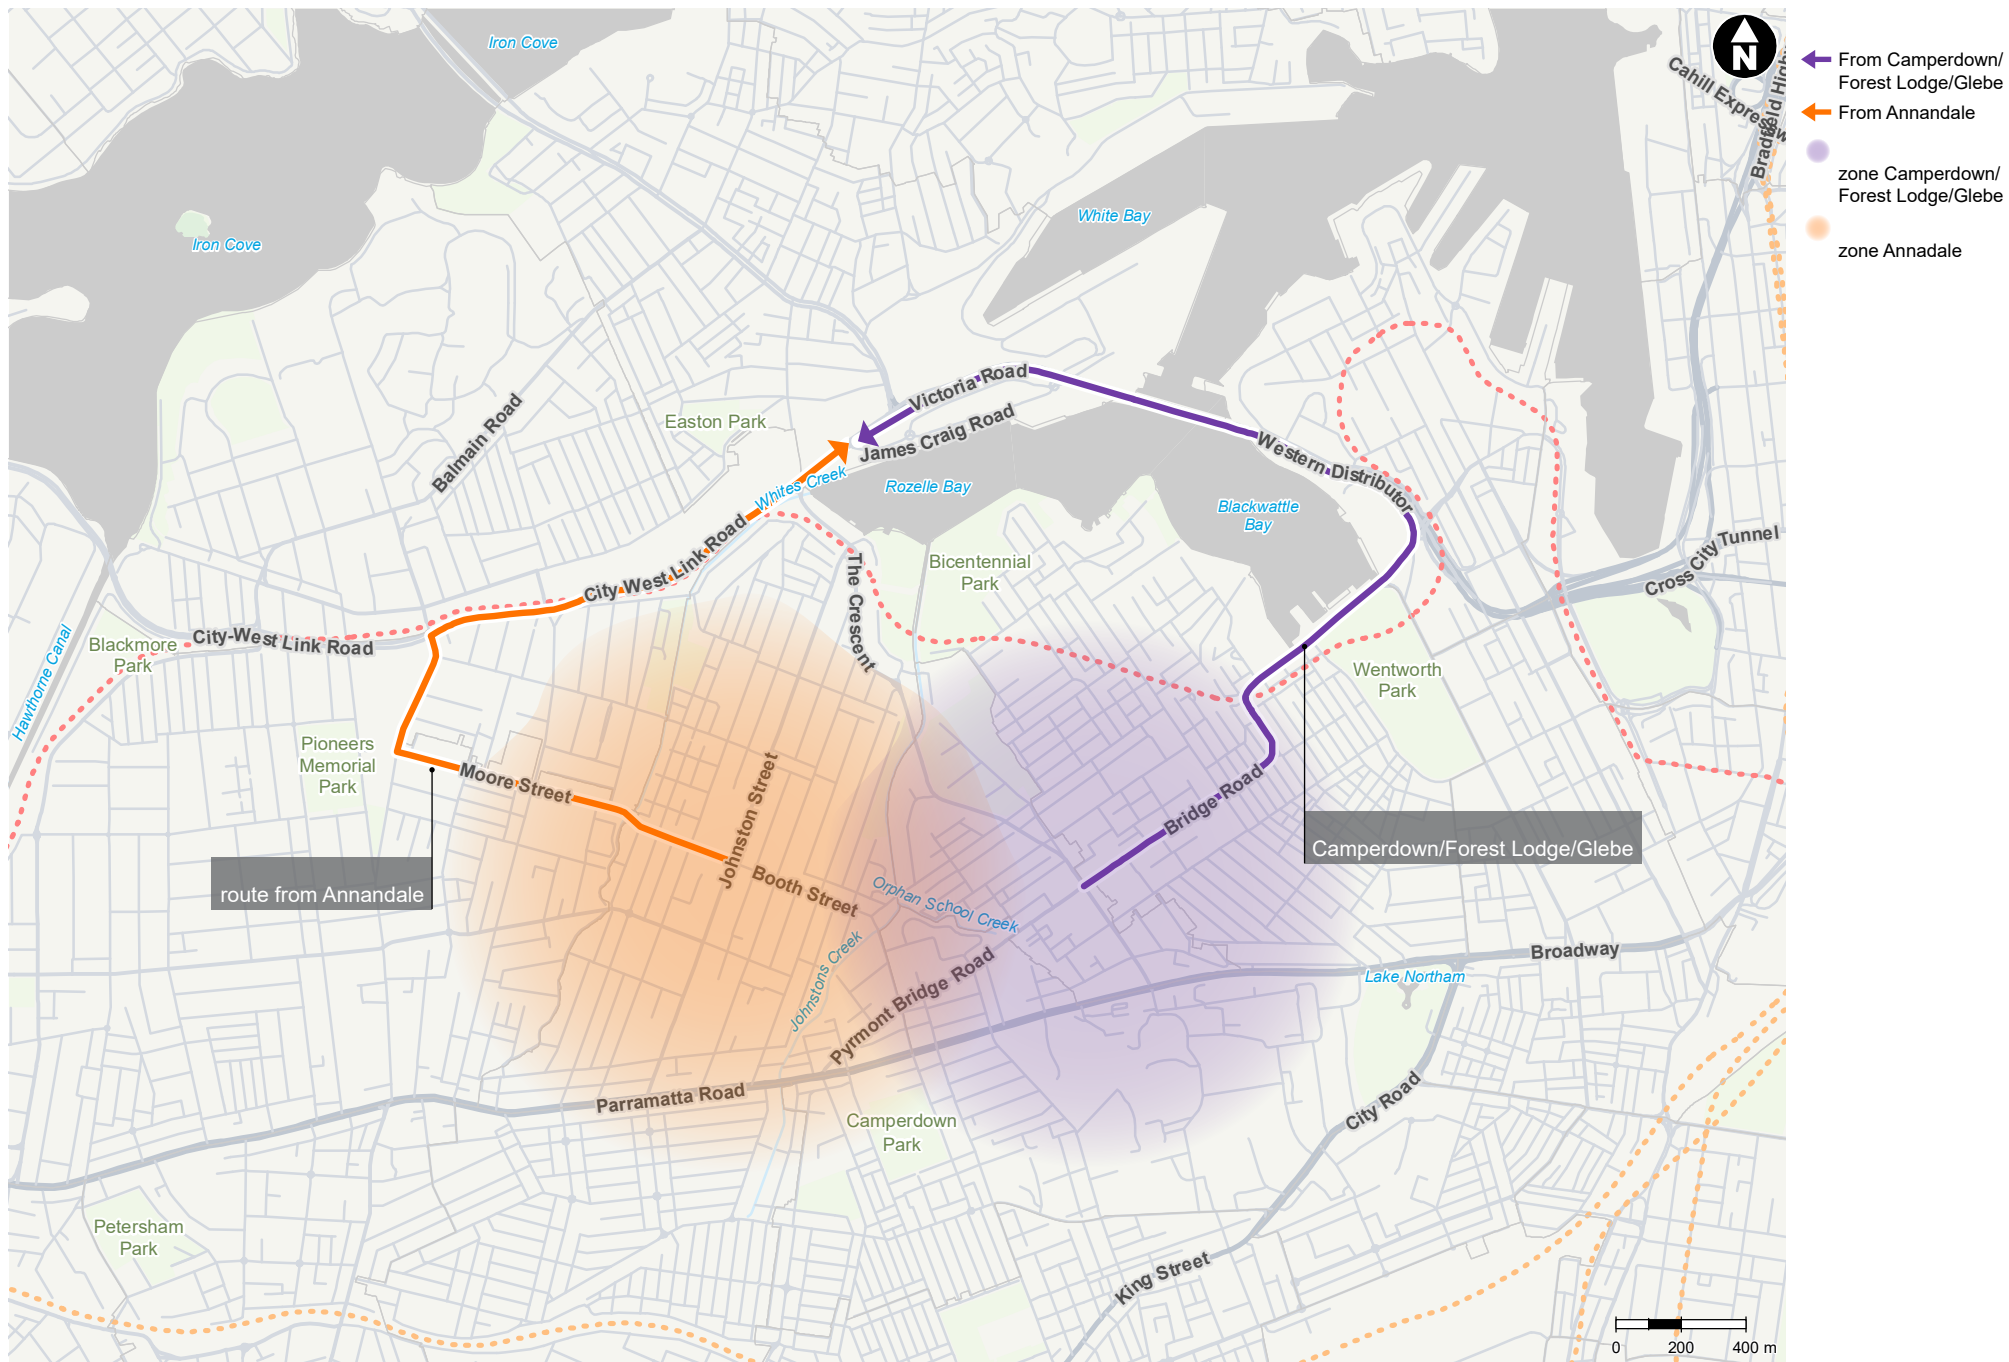 Iron Cove
N
Cahill Expressw
Bradfield High
From Camperdown/
Forest Lodge/Glebe
From Annandale
zone Camperdown/
Forest Lodge/Glebe
zone Annadale
Iron Cove
White Bay
Victoria Road
James Craig Road
Easton Park
Balmain Road
Western Distributor
Whites Creek
Rozelle Bay
Blackwattle
Bay
City West Link Road
The Crescent
Bicentennial
Park
Cross City Tunnel
Hawthorne Canal
Blackmore
Park
City-West Link Road
Wentworth
Park
Pioneers
Memorial
Park
Moore Street
Johnston Street
Bridge Road
Camperdown/Forest Lodge/Glebe
route from Annandale
Booth Street
Orphan School Creek
Johnstons Creek
Pyrmont Bridge Road
Broadway
Lake Northam
Parramatta Road
Camperdown
Park
City Road
Petersham
Park
King Street
0 200 400 m